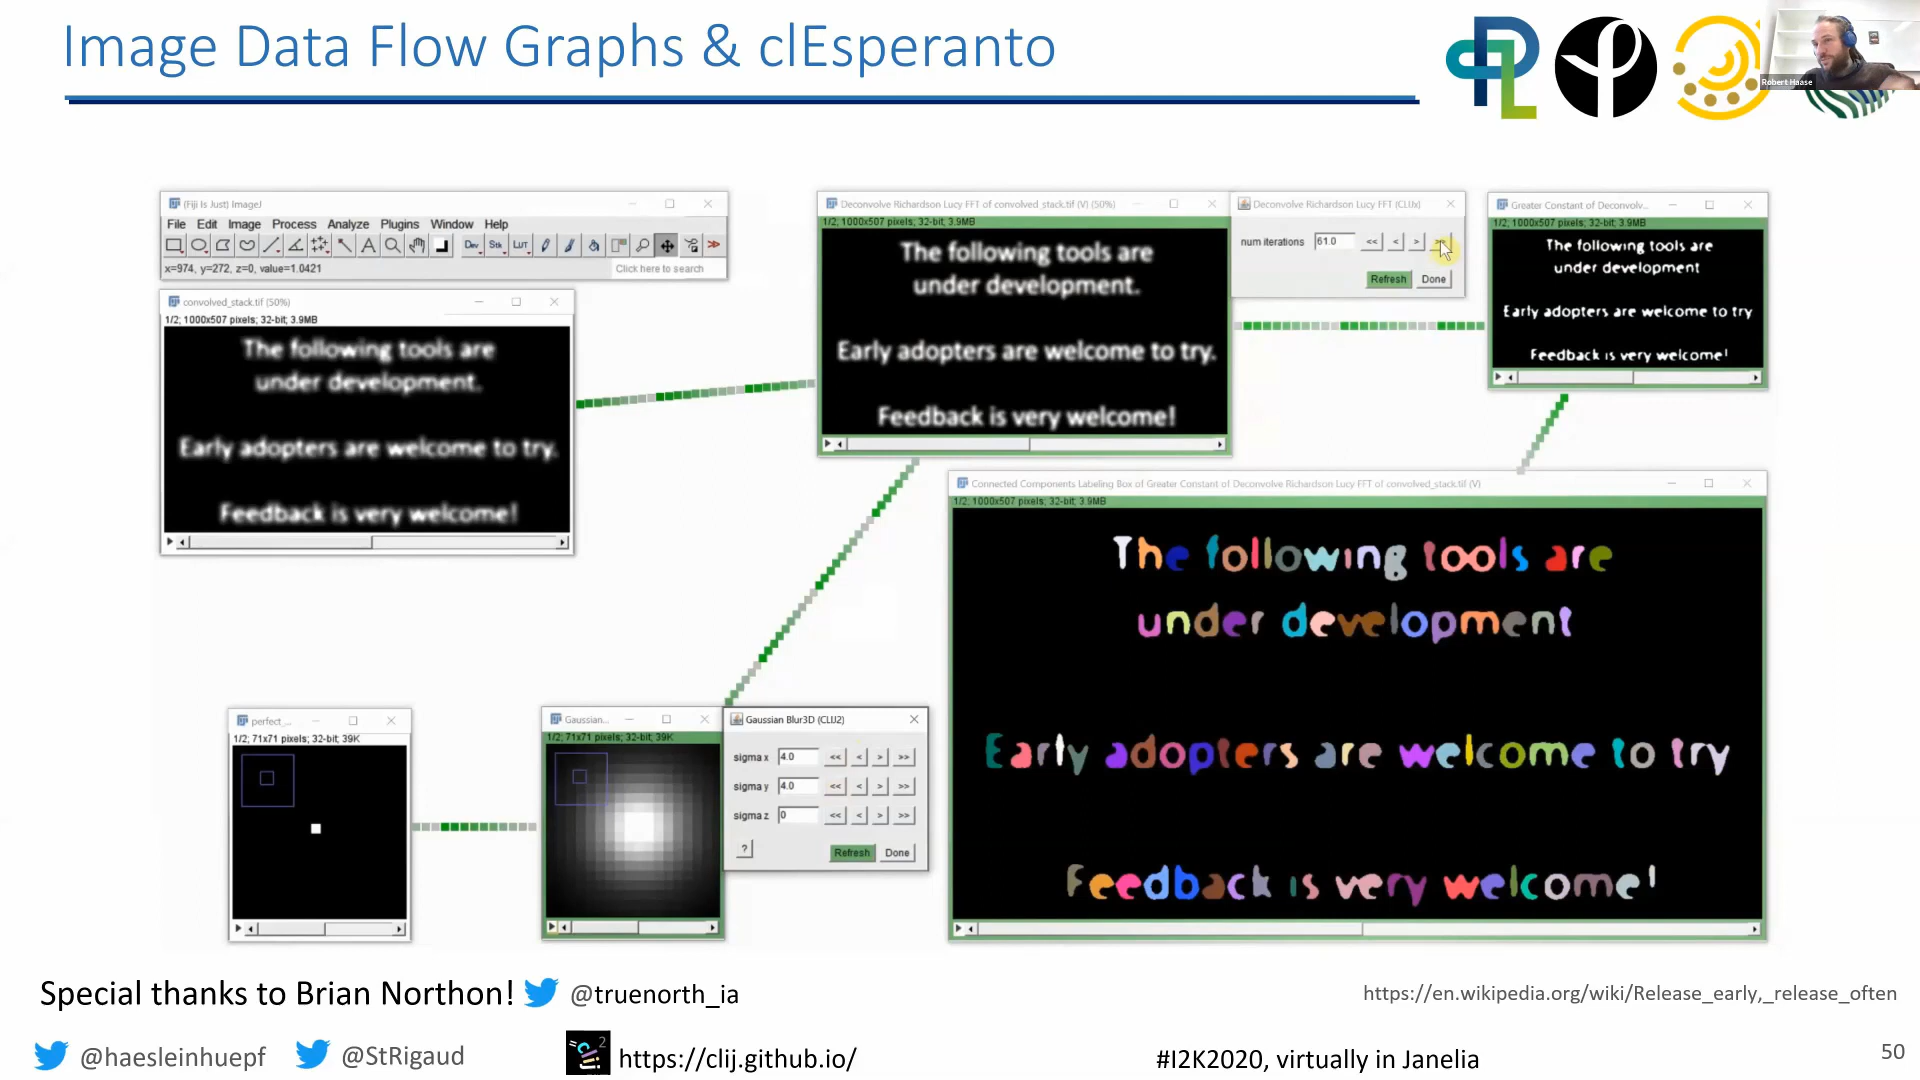 Image Data Flow Graphs & clEsperanto
Robert Haase
(Fiji Is Just) ImageJ
File Edit Image Process Analyze Plugins Window Help
Dev Stk LUT
x=974, y=272, z=0, value=1.0421
Click here to search
convolved_stack.tif (50%)
1/2; 1000x507 pixels; 32-bit; 3.9MB
The following tools are
under development.
Early adopters are welcome to try.
Feedback is very welcome!
Deconvolve Richardson Lucy FFT of convolved_stack.tif (V) (50%)
1/2; 1000x507 pixels; 32-bit; 3.9MB
The following tools are
under development.
Early adopters are welcome to try.
Feedback is very welcome!
Deconvolve Richardson Lucy FFT (CLIJx)
num iterations 61.0 << < > >>
Refresh Done
Greater Constant of Deconvolv...
1/2; 1000x507 pixels; 32-bit; 3.9MB
The following tools are
under development
Early adopters are welcome to try
Feedback is very welcome!
Connected Components Labeling Box of Greater Constant of Deconvolve Richardson Lucy FFT of convolved_stack.tif (V)
1/2; 1000x507 pixels; 32-bit; 3.9MB
The following tools are
under development
Early adopters are welcome to try
Feedback is very welcome!
perfect_...
1/2; 71x71 pixels; 32-bit; 39K
Gaussian...
1/2; 71x71 pixels; 32-bit; 39K
Gaussian Blur3D (CLIJ2)
sigma x 4.0 << < > >>
sigma y 4.0 << < > >>
sigma z 0 << < > >>
? Refresh Done
Special thanks to Brian Northon! @truenorth_ia
https://en.wikipedia.org/wiki/Release_early,_release_often
@haesleinhuepf @StRigaud https://clij.github.io/ #I2K2020, virtually in Janelia 50